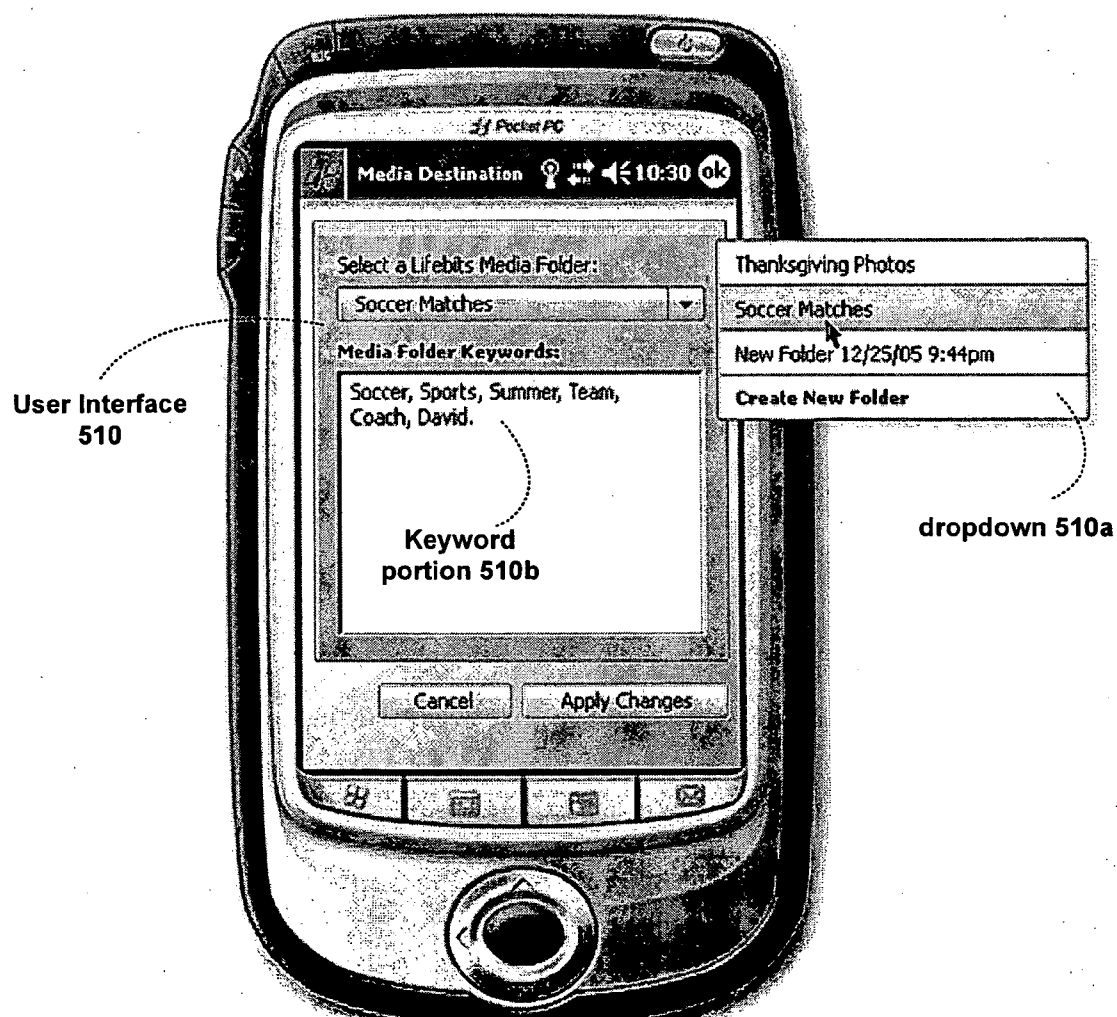 Pocket PC
Media Destination 10:30 ok
Select a Lifebits Media Folder:
Soccer Matches
Media Folder Keywords:
Soccer, Sports, Summer, Team,
Coach, David.
Cancel Apply Changes
Thanksgiving Photos
Soccer Matches
New Folder 12/25/05 9:44pm
Create New Folder
User Interface
510
Keyword
portion 510b
dropdown 510a